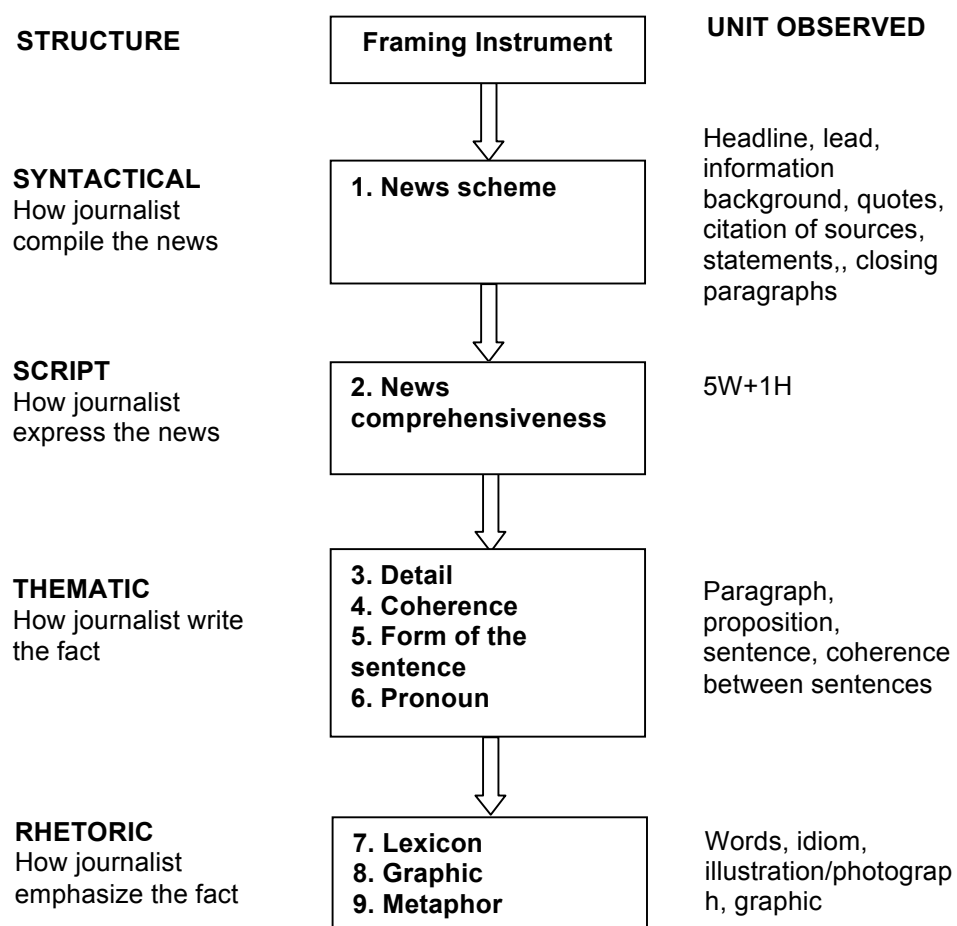 STRUCTURE
Framing Instrument
UNIT OBSERVED
SYNTACTICAL
How journalist
compile the news
1. News scheme
Headline, lead,
information
background, quotes,
citation of sources,
statements,, closing
paragraphs
SCRIPT
How journalist
express the news
2. News
comprehensiveness
5W+1H
THEMATIC
How journalist write
the fact
3. Detail
4. Coherence
5. Form of the
sentence
6. Pronoun
Paragraph,
proposition,
sentence, coherence
between sentences
RHETORIC
How journalist
emphasize the fact
7. Lexicon
8. Graphic
9. Metaphor
Words, idiom,
illustration/photograp
h, graphic